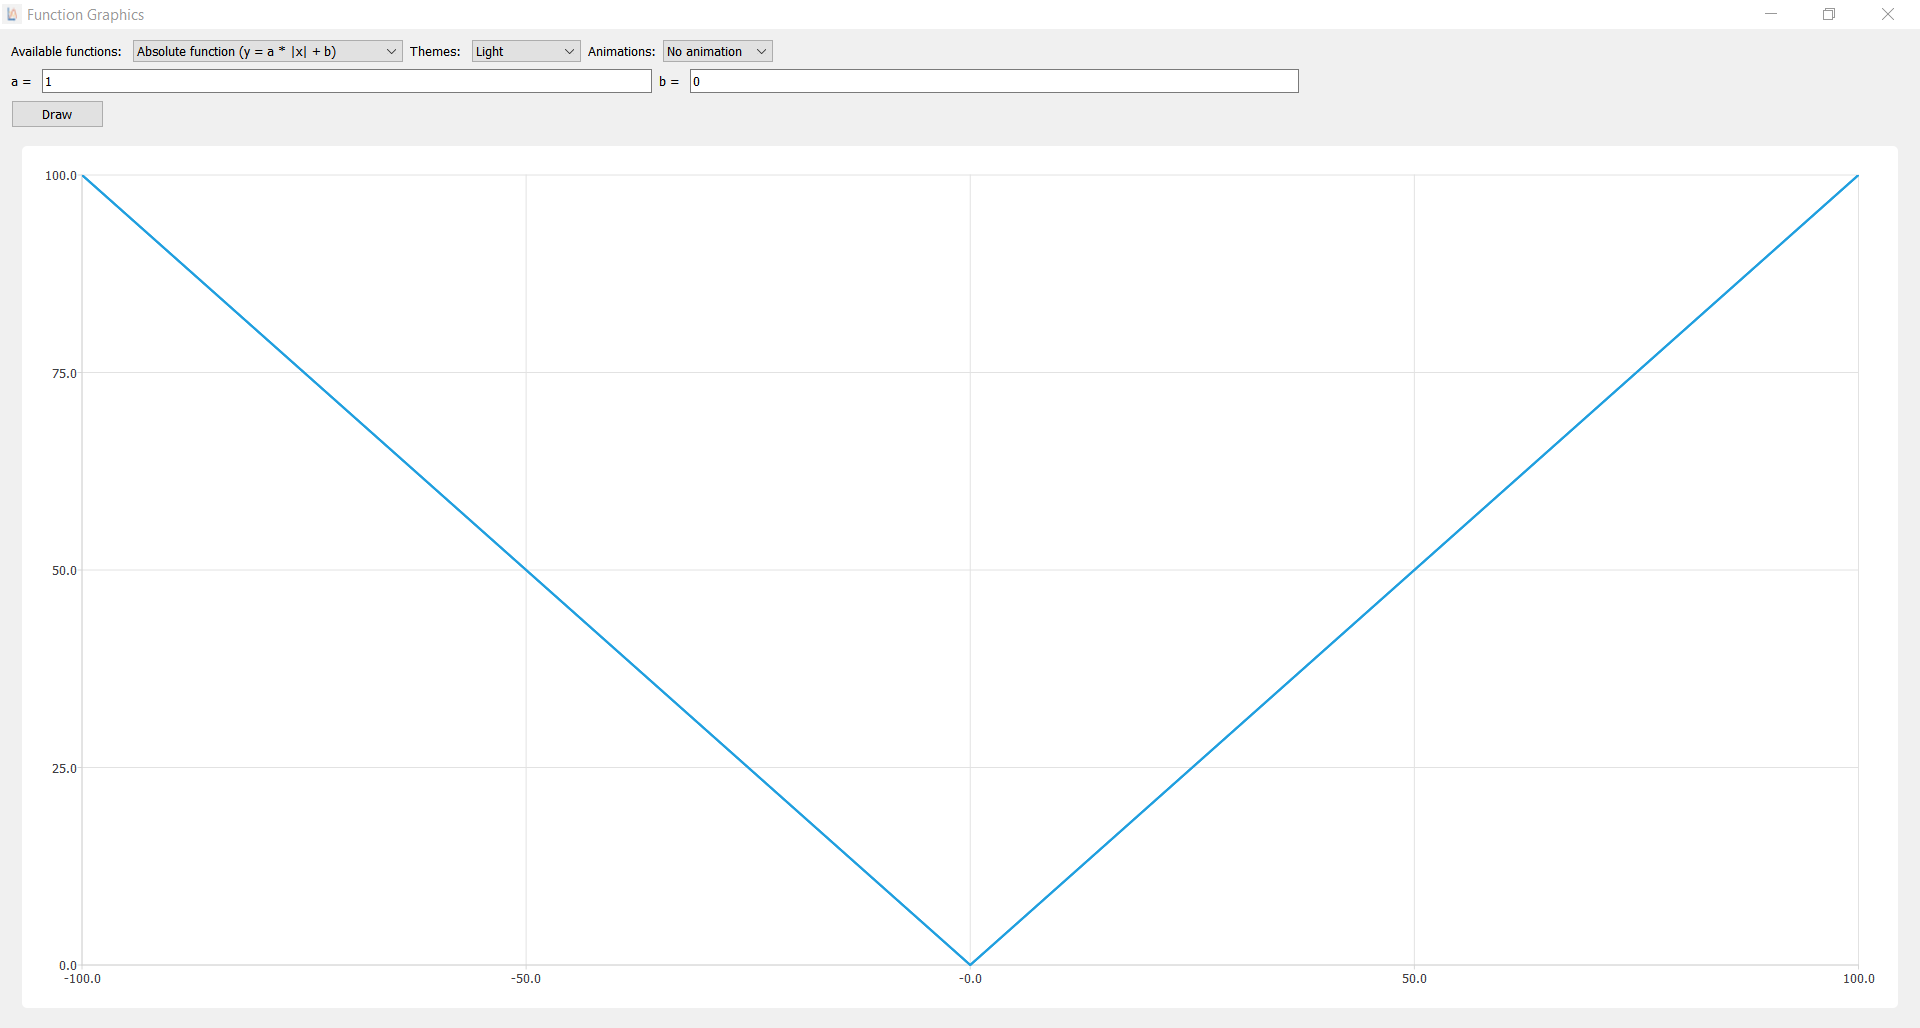 Function Graphics
Available functions: Absolute function (y = a * |x| + b) Themes: Light Animations: No animation
a = 1 b = 0
Draw
100.0
75.0
50.0
25.0
0.0
-100.0 -50.0 -0.0 50.0 100.0